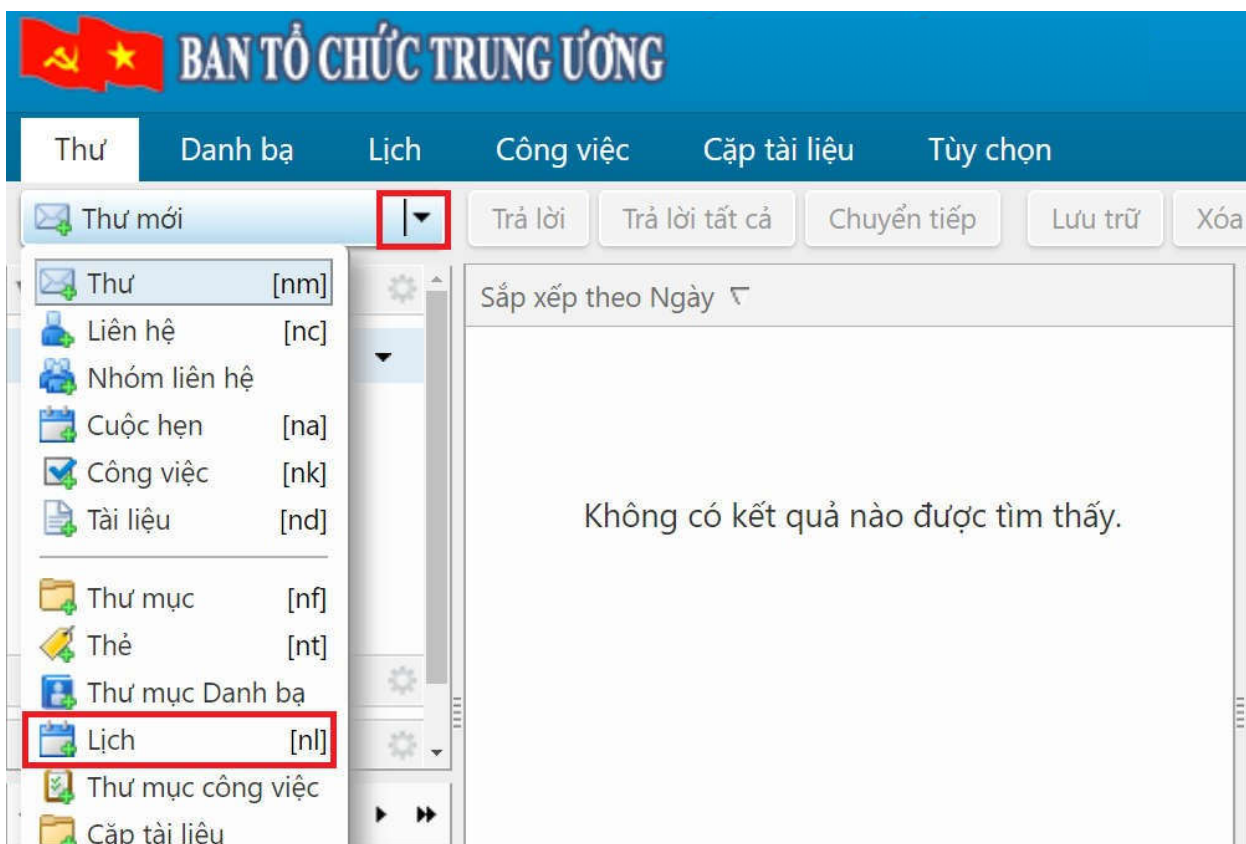 BAN TỔ CHỨC TRUNG ƯƠNG
Thư Danh bạ Lịch Công việc Cặp tài liệu Tùy chọn
Thư mới Trả lời Trả lời tất cả Chuyển tiếp Lưu trữ Xóa
Thư [nm]
Liên hệ [nc]
Nhóm liên hệ
Cuộc hẹn [na]
Công việc [nk]
Tài liệu [nd]
Thư mục [nf]
Thẻ [nt]
Thư mục Danh bạ
Lịch [nl]
Thư mục công việc
Cặp tài liệu
Sắp xếp theo Ngày
Không có kết quả nào được tìm thấy.